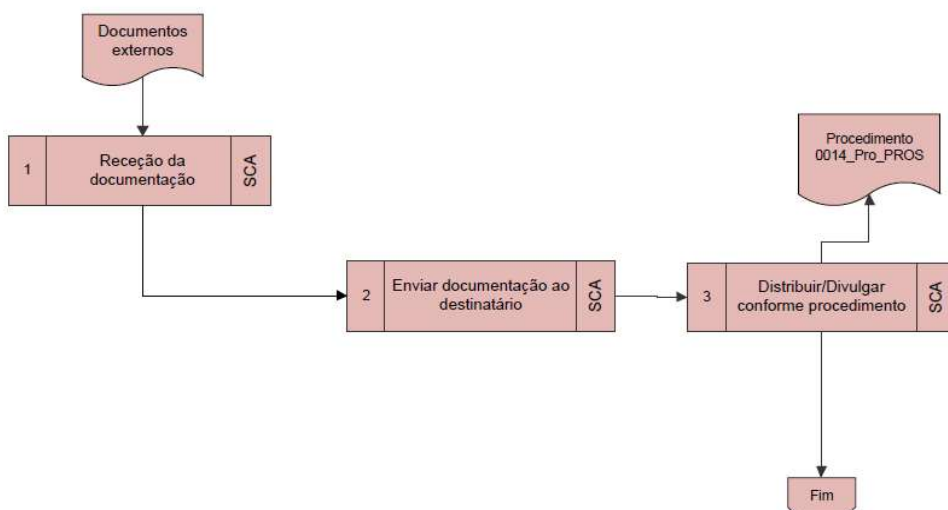 Documentos
externos
1
Receção da
documentação
SCA
Procedimento
0014_Pro_PROS
2
Enviar documentação ao
destinatário
SCA
3
Distribuir/Divulgar
conforme procedimento
SCA
Fim